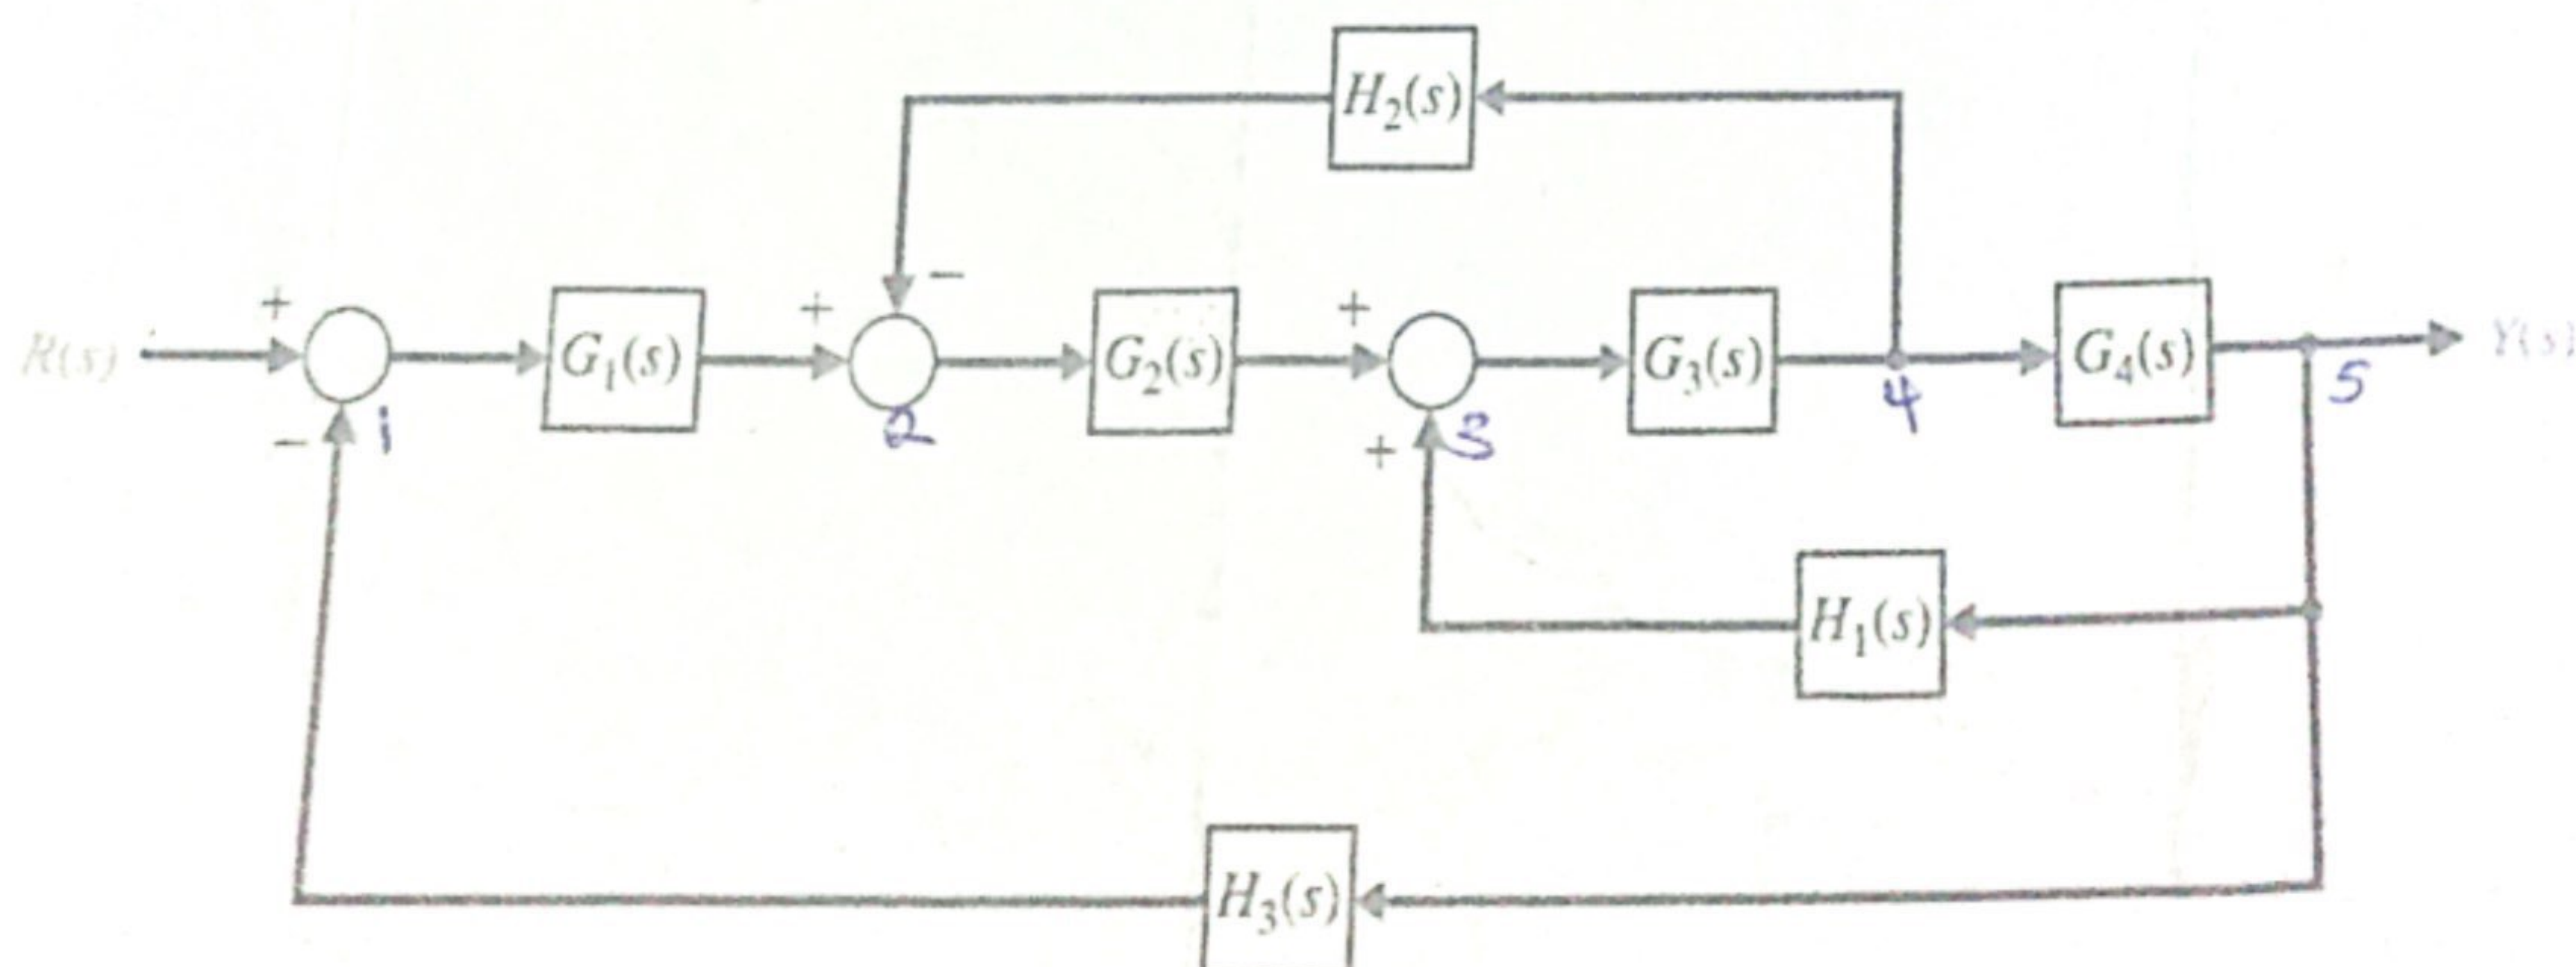 H₂(s)
R(s) + − 1 G₁(s) + − 2 G₂(s) + + 3 G₃(s) 4 G₄(s) 5 Y(s)
H₁(s)
H₃(s)